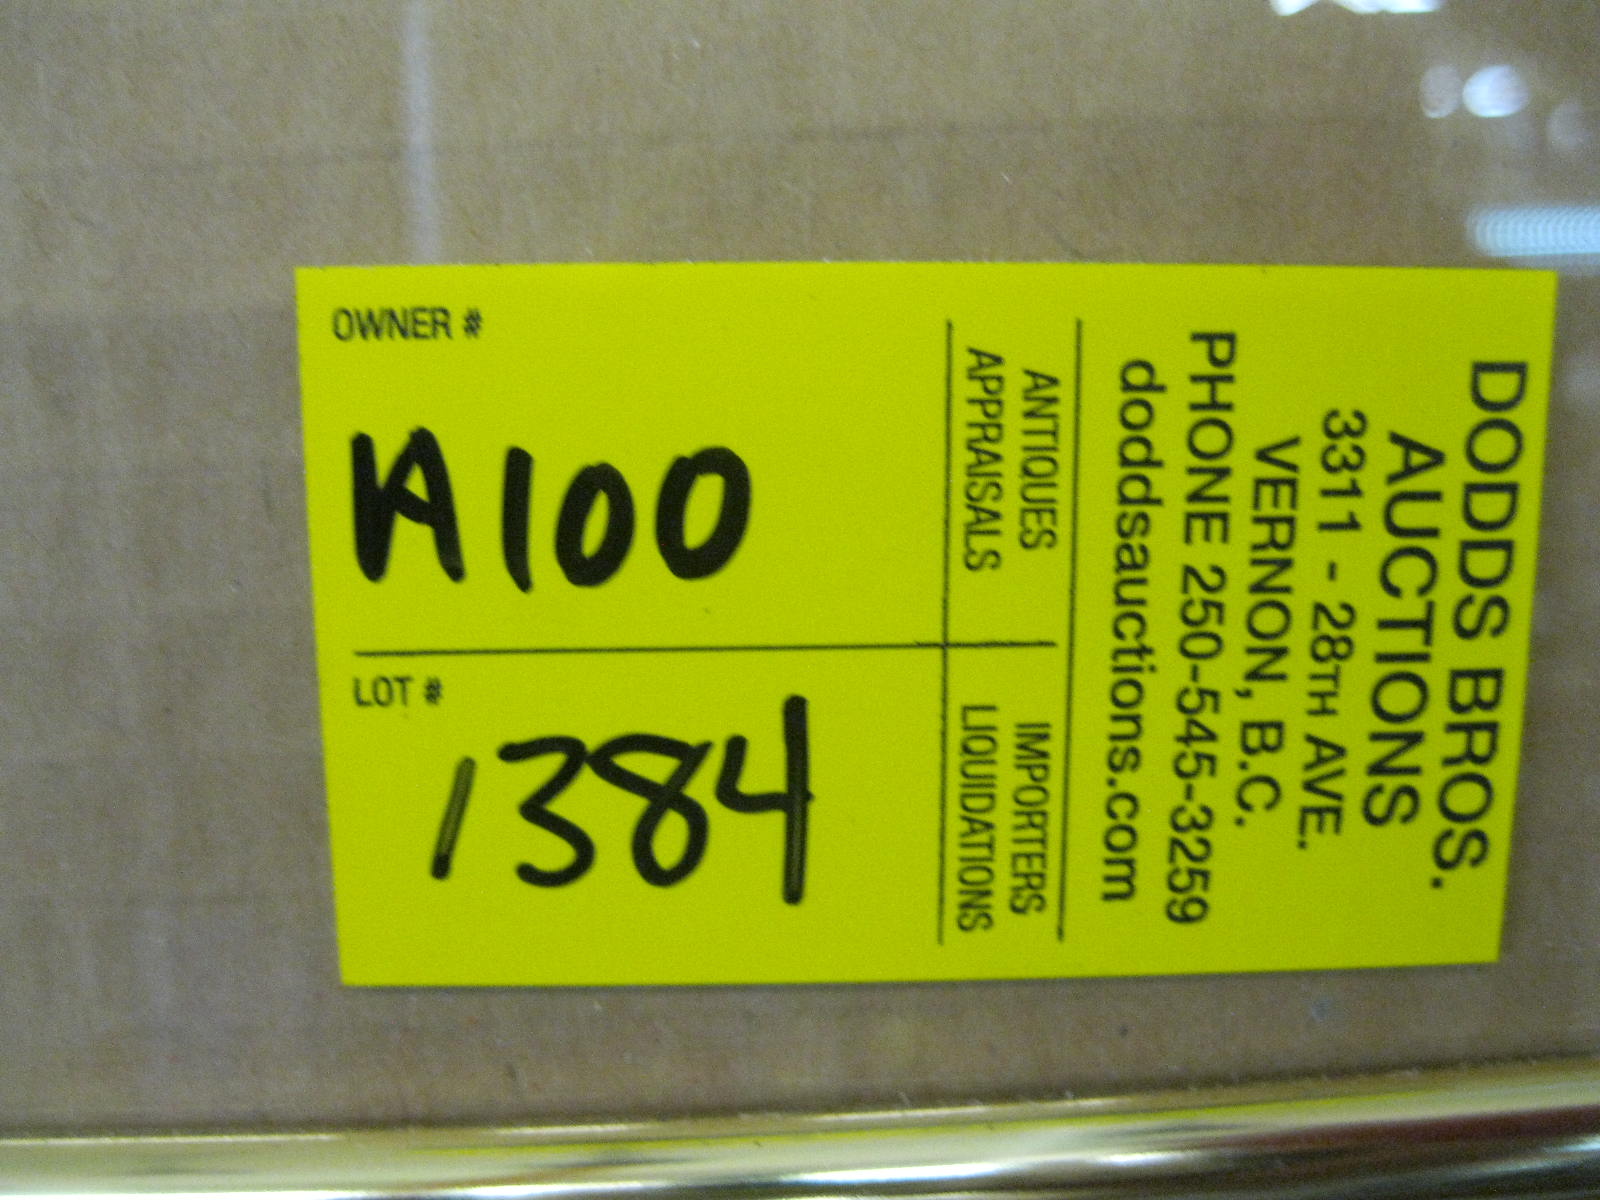 OWNER #
A100
LOT #
1384
ANTIQUES
APPRAISALS
IMPORTERS
LIQUIDATIONS
DODDS BROS.
AUCTIONS
3311 - 28TH AVE.
VERNON, B.C.
PHONE 250-545-3259
doddsauctions.com